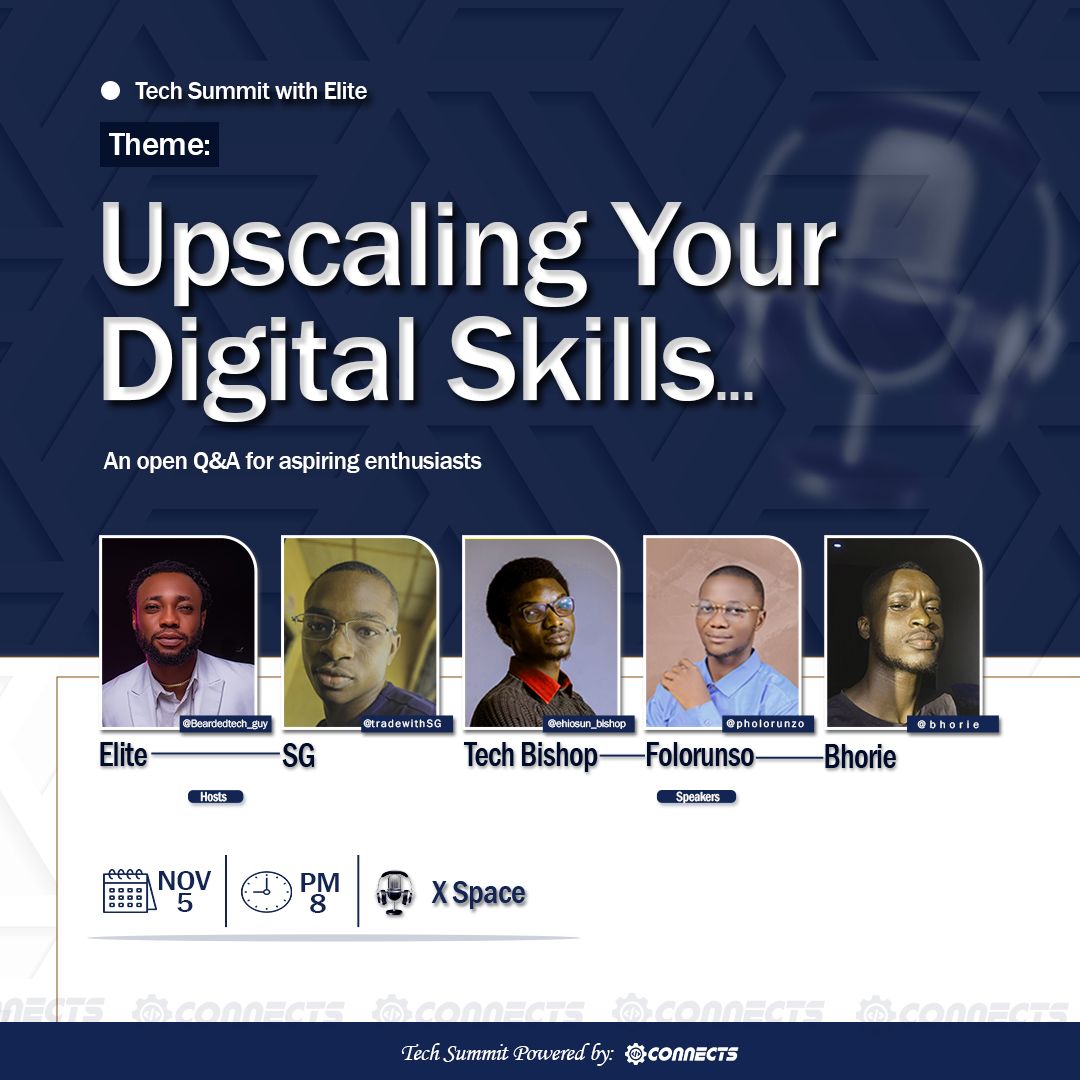 Tech Summit with Elite
Theme:
Upscaling Your
Digital Skills...
An open Q&A for aspiring enthusiasts
@Beardedtech_guy
@tradewithSG
@ehiosun_bishop
@pholorunzo
@bhorie
Elite
SG
Tech Bishop
Folorunso
Bhorie
Hosts
Speakers
NOV
5
PM
8
X Space
CONNECTS
CONNECTS
CONNECTS
CONNECTS
CONNECTS
Tech Summit Powered by: CONNECTS